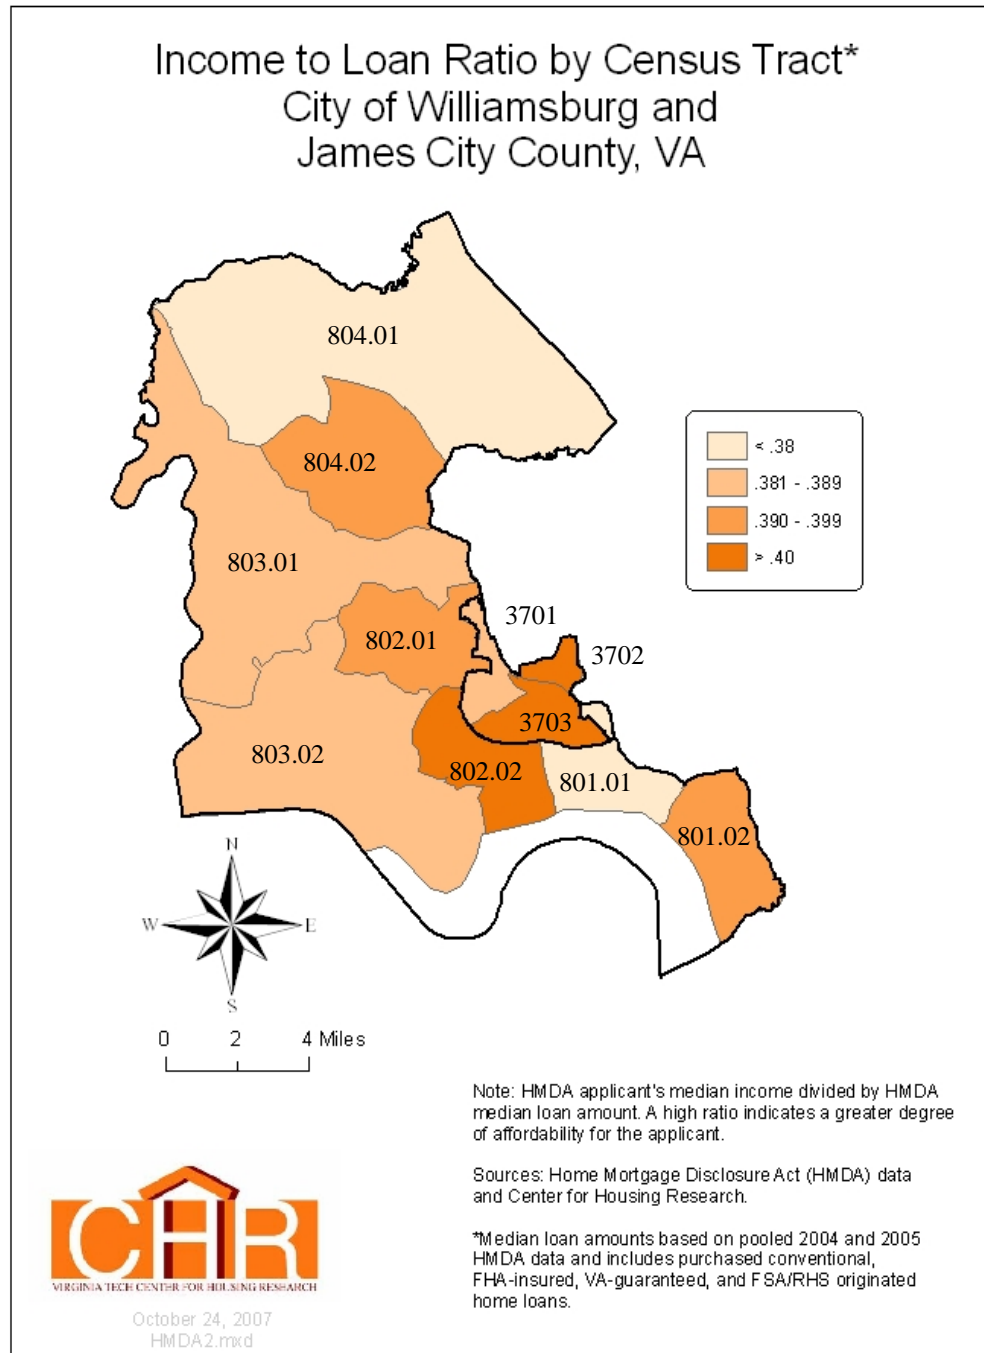 Income to Loan Ratio by Census Tract*
City of Williamsburg and
James City County, VA
804.01
804.02
803.01
802.01
3701
3702
3703
803.02
802.02
801.01
801.02
< .38
.381 - .389
.390 - .399
> .40
N
W
E
S
0 2 4 Miles
Note: HMDA applicant's median income divided by HMDA
median loan amount. A high ratio indicates a greater degree
of affordability for the applicant.
Sources: Home Mortgage Disclosure Act (HMDA) data
and Center for Housing Research.
*Median loan amounts based on pooled 2004 and 2005
HMDA data and includes purchased conventional,
FHA-insured, VA-guaranteed, and FSA/RHS originated
home loans.
CHR
VIRGINIA TECH CENTER FOR HOUSING RESEARCH
October 24, 2007
HMDA2.mxd